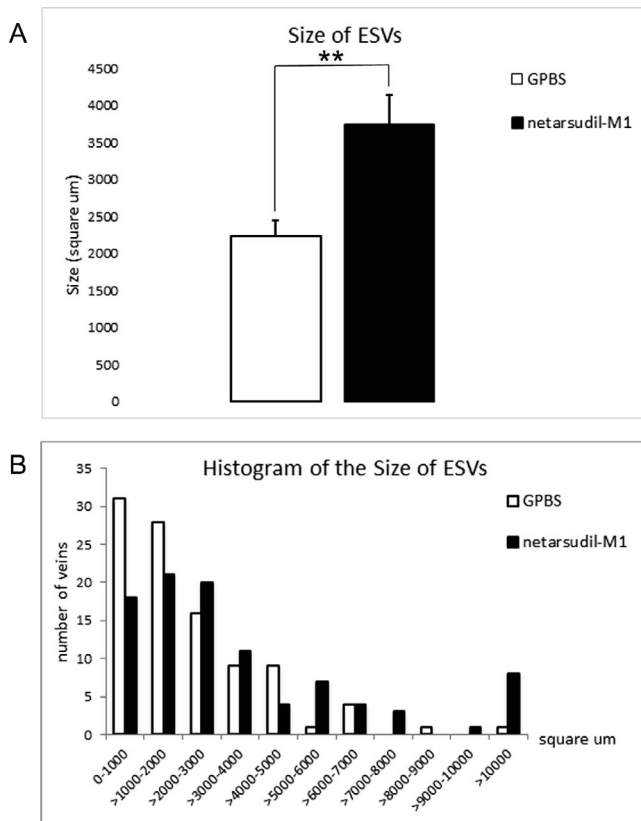 A
Size of ESVs
**
Size (square um)
4500
4000
3500
3000
2500
2000
1500
1000
500
0
GPBS
netarsudil-M1
B
Histogram of the Size of ESVs
number of veins
35
30
25
20
15
10
5
0
GPBS
netarsudil-M1
0-1000
>1000-2000
>2000-3000
>3000-4000
>4000-5000
>5000-6000
>6000-7000
>7000-8000
>8000-9000
>9000-10000
>10000
square um